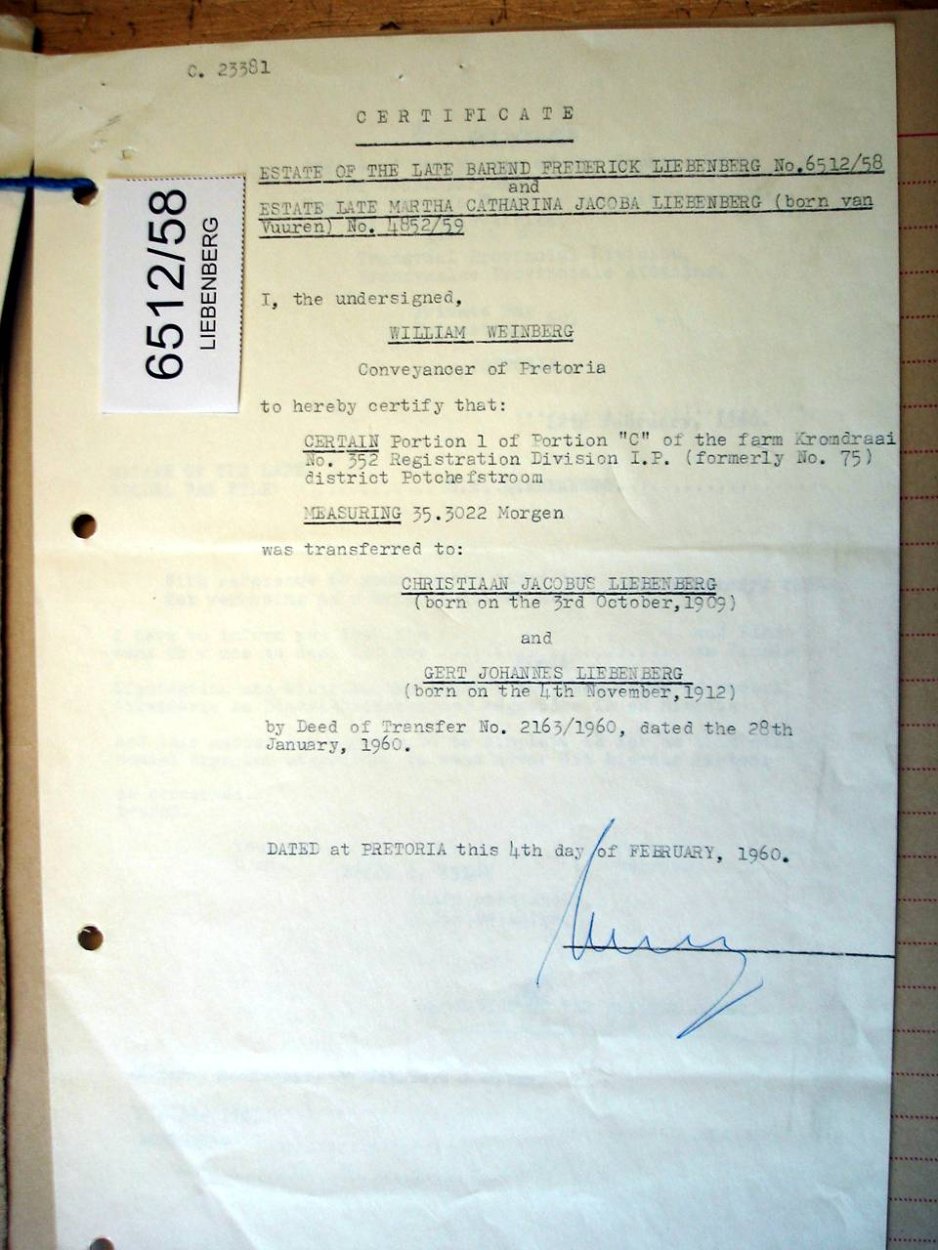 C. 23381
CERTIFICATE
ESTATE OF THE LATE BAREND FREDERICK LIEBENBERG No.6512/58
and
ESTATE LATE MARTHA CATHARINA JACOBA LIEBENBERG (born van
Vuuren) No. 4852/59
6512/58
LIEBENBERG
I, the undersigned,
WILLIAM WEINBERG
Conveyancer of Pretoria
to hereby certify that:
CERTAIN Portion 1 of Portion "C" of the farm Kromdraai
No. 352 Registration Division I.P. (formerly No. 75)
district Potchefstroom
MEASURING 35.3022 Morgen
was transferred to:
CHRISTIAAN JACOBUS LIEBENBERG
(born on the 3rd October,1909)
and
GERT JOHANNES LIEBENBERG
(born on the 4th November,1912)
by Deed of Transfer No. 2163/1960, dated the 28th
January, 1960.
DATED at PRETORIA this 4th day of FEBRUARY, 1960.